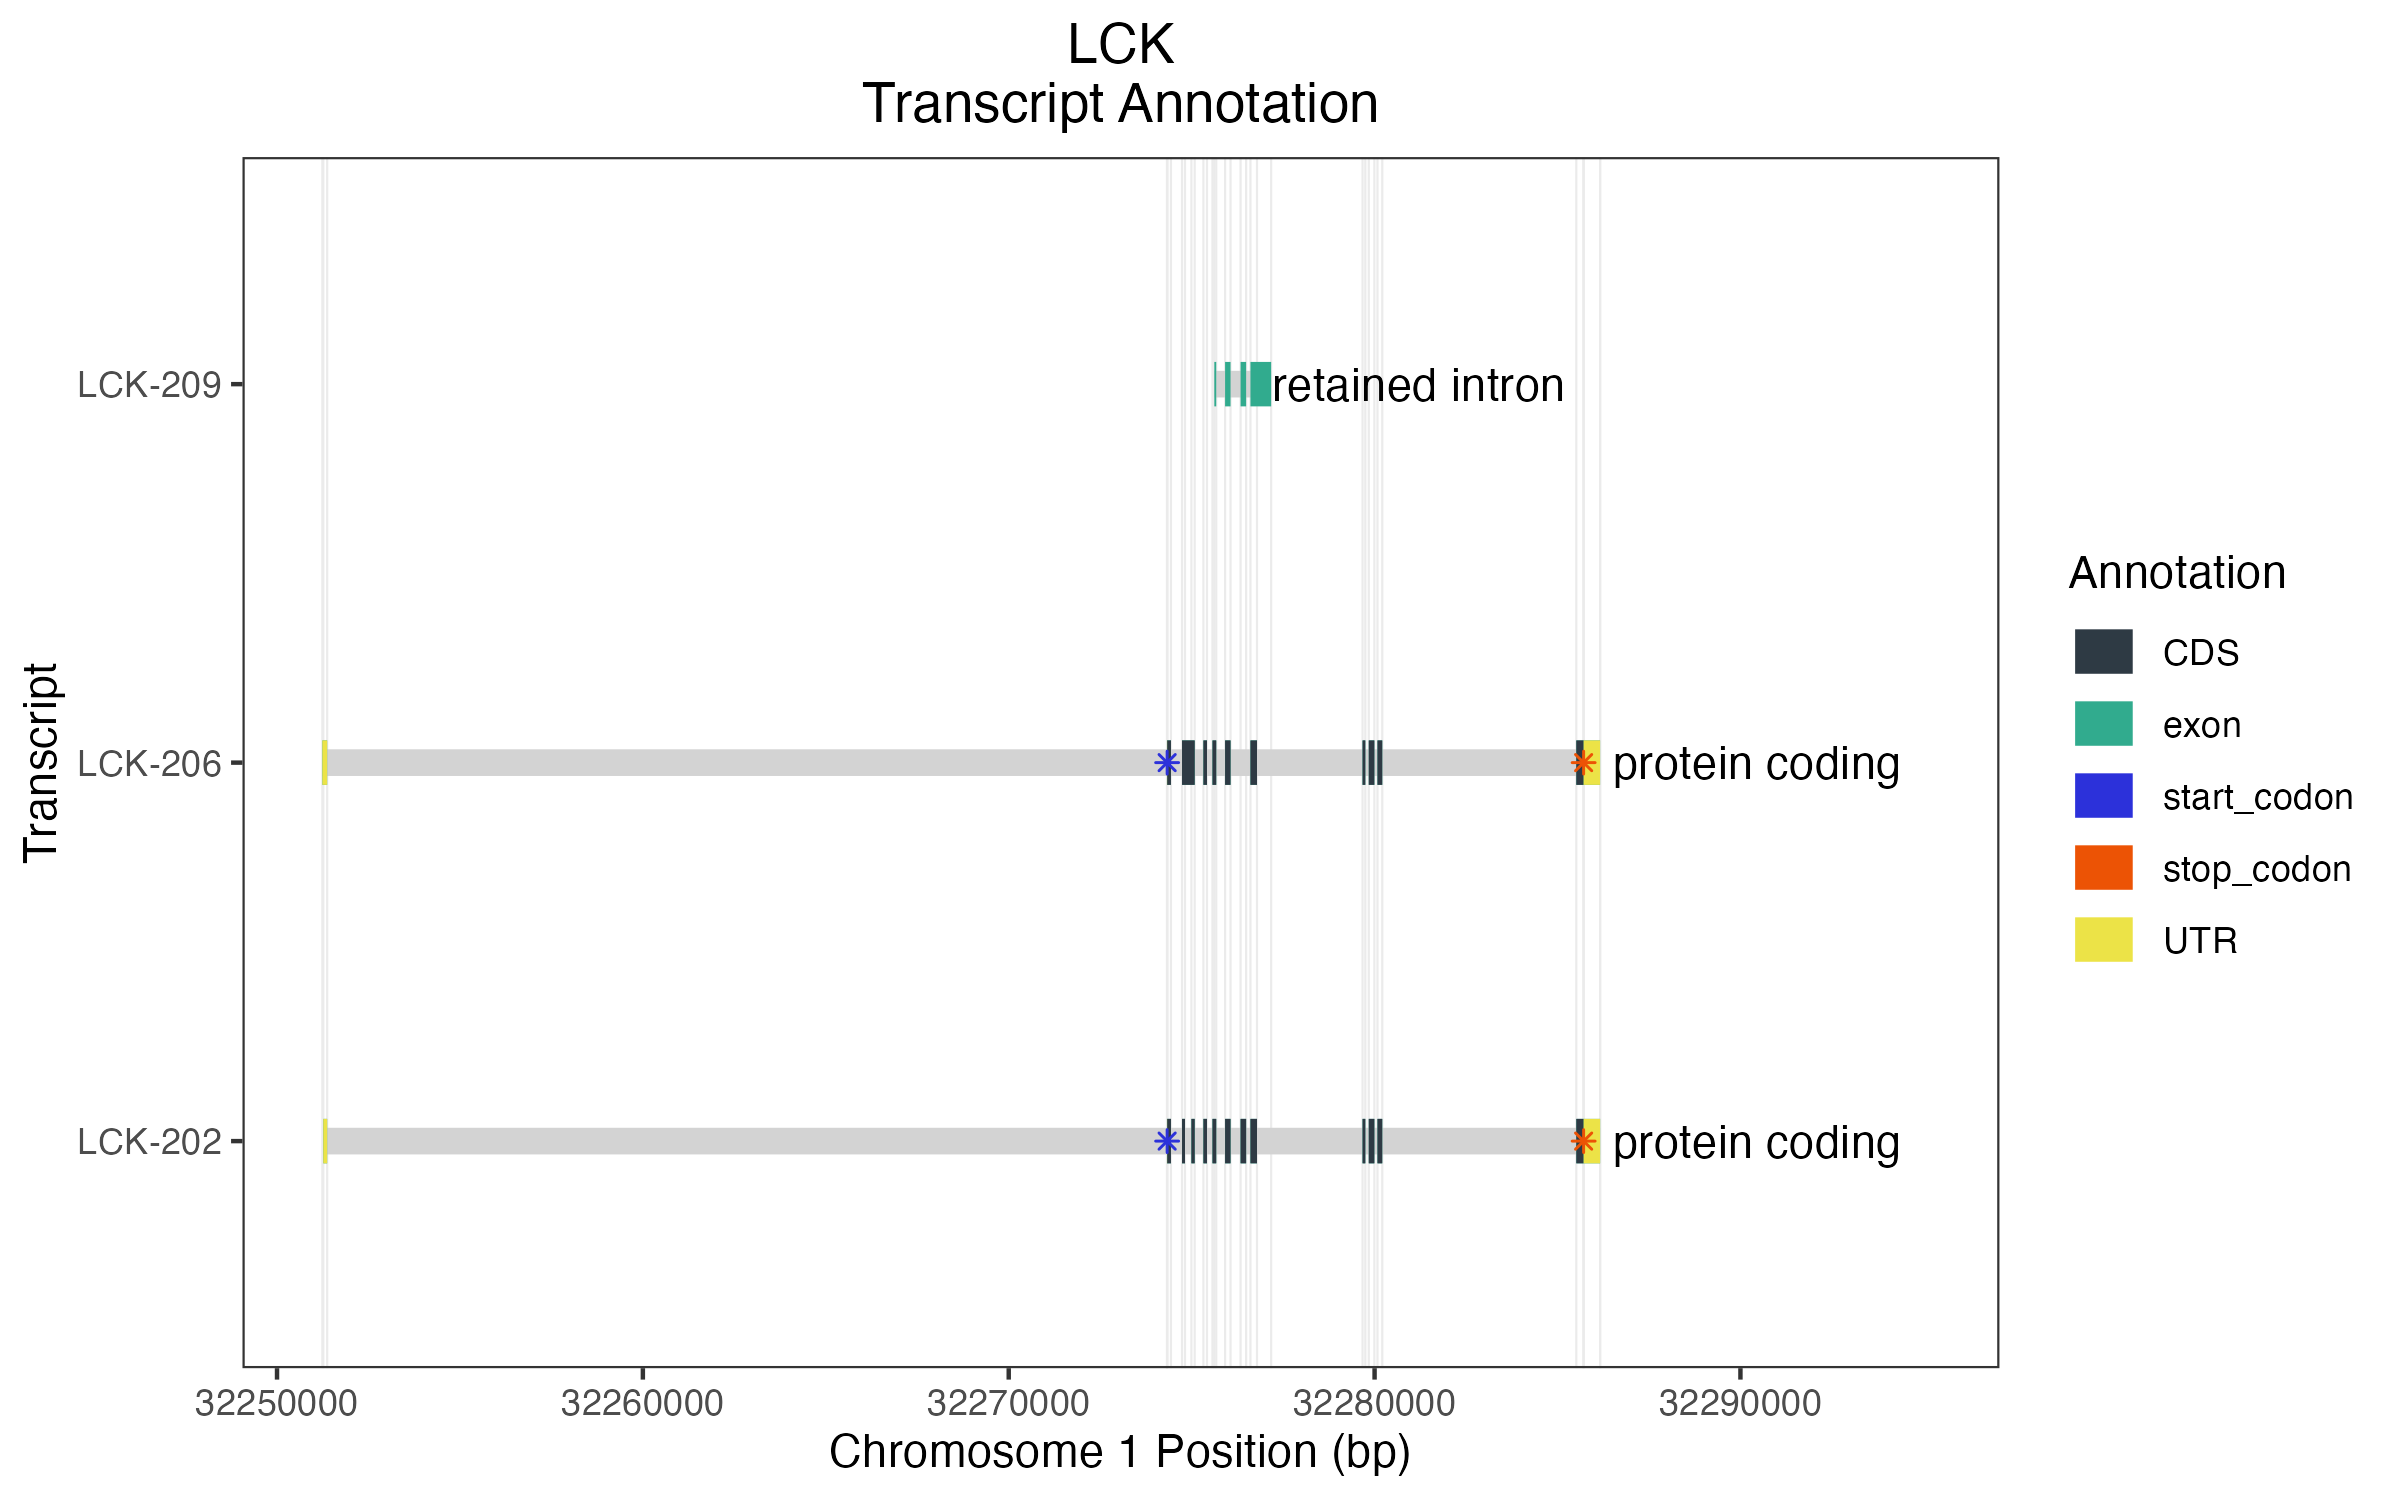 LCK
Transcript Annotation
Transcript
LCK-209
retained intron
LCK-206
protein coding
LCK-202
protein coding
32250000 32260000 32270000 32280000 32290000
Chromosome 1 Position (bp)
Annotation
CDS
exon
start_codon
stop_codon
UTR